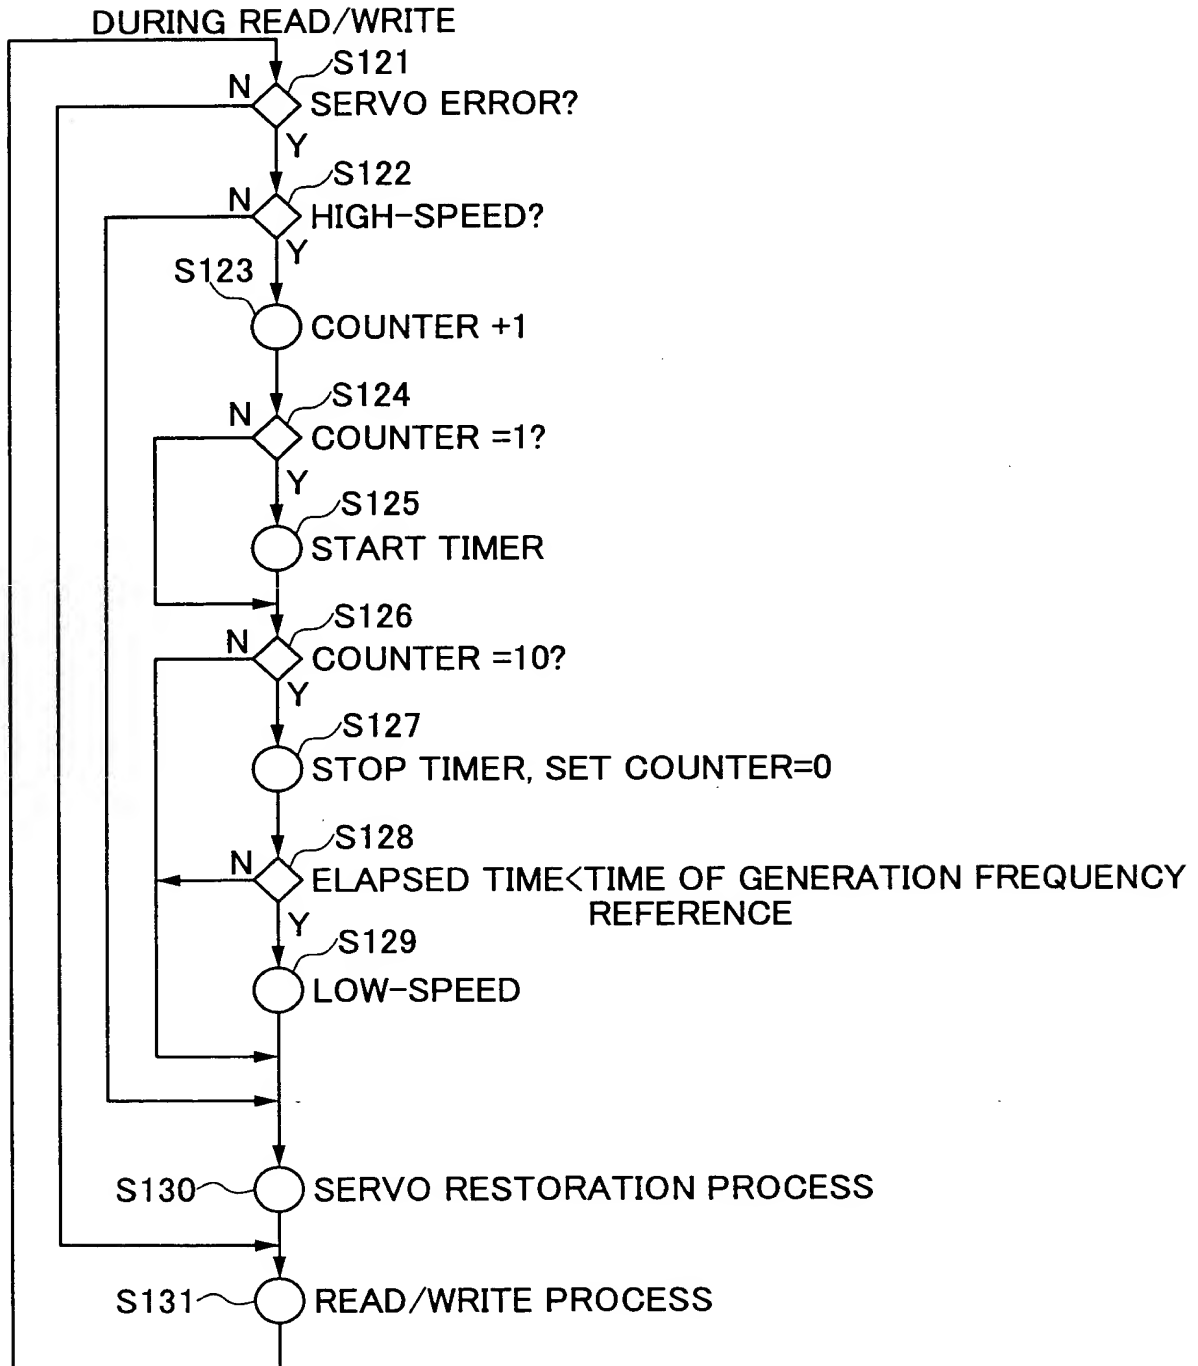 DURING READ/WRITE
S121
N
SERVO ERROR?
Y
S122
N
HIGH-SPEED?
Y
S123
COUNTER +1
S124
N
COUNTER =1?
Y
S125
START TIMER
S126
N
COUNTER =10?
Y
S127
STOP TIMER, SET COUNTER=0
S128
N
ELAPSED TIME<TIME OF GENERATION FREQUENCY
REFERENCE
Y
S129
LOW-SPEED
S130
SERVO RESTORATION PROCESS
S131
READ/WRITE PROCESS